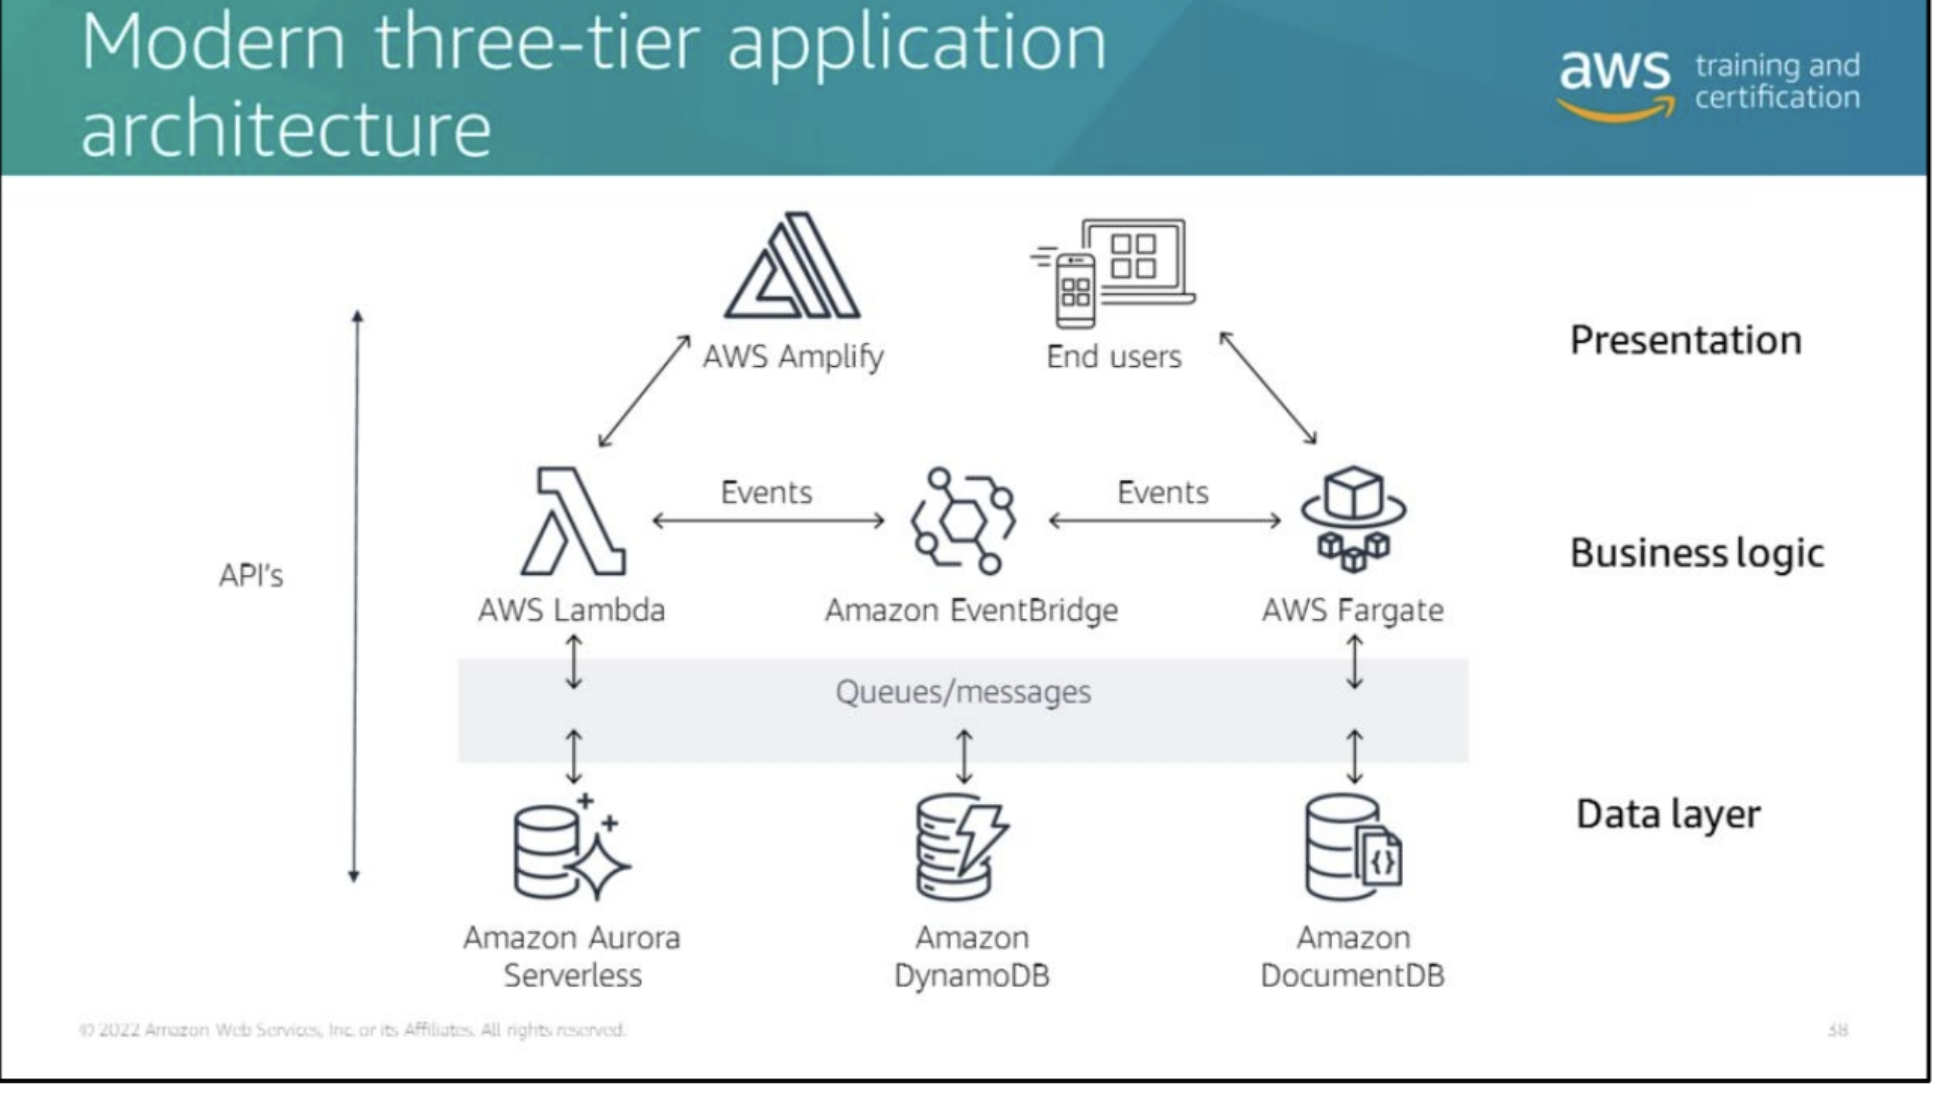 Modern three-tier application
architecture
aws training and
certification
AWS Amplify
End users
Presentation
Events
Events
API's
AWS Lambda
Amazon EventBridge
AWS Fargate
Business logic
Queues/messages
{}
Data layer
Amazon Aurora
Serverless
Amazon
DynamoDB
Amazon
DocumentDB
© 2022 Amazon Web Services, Inc. or its Affiliates. All rights reserved.
38